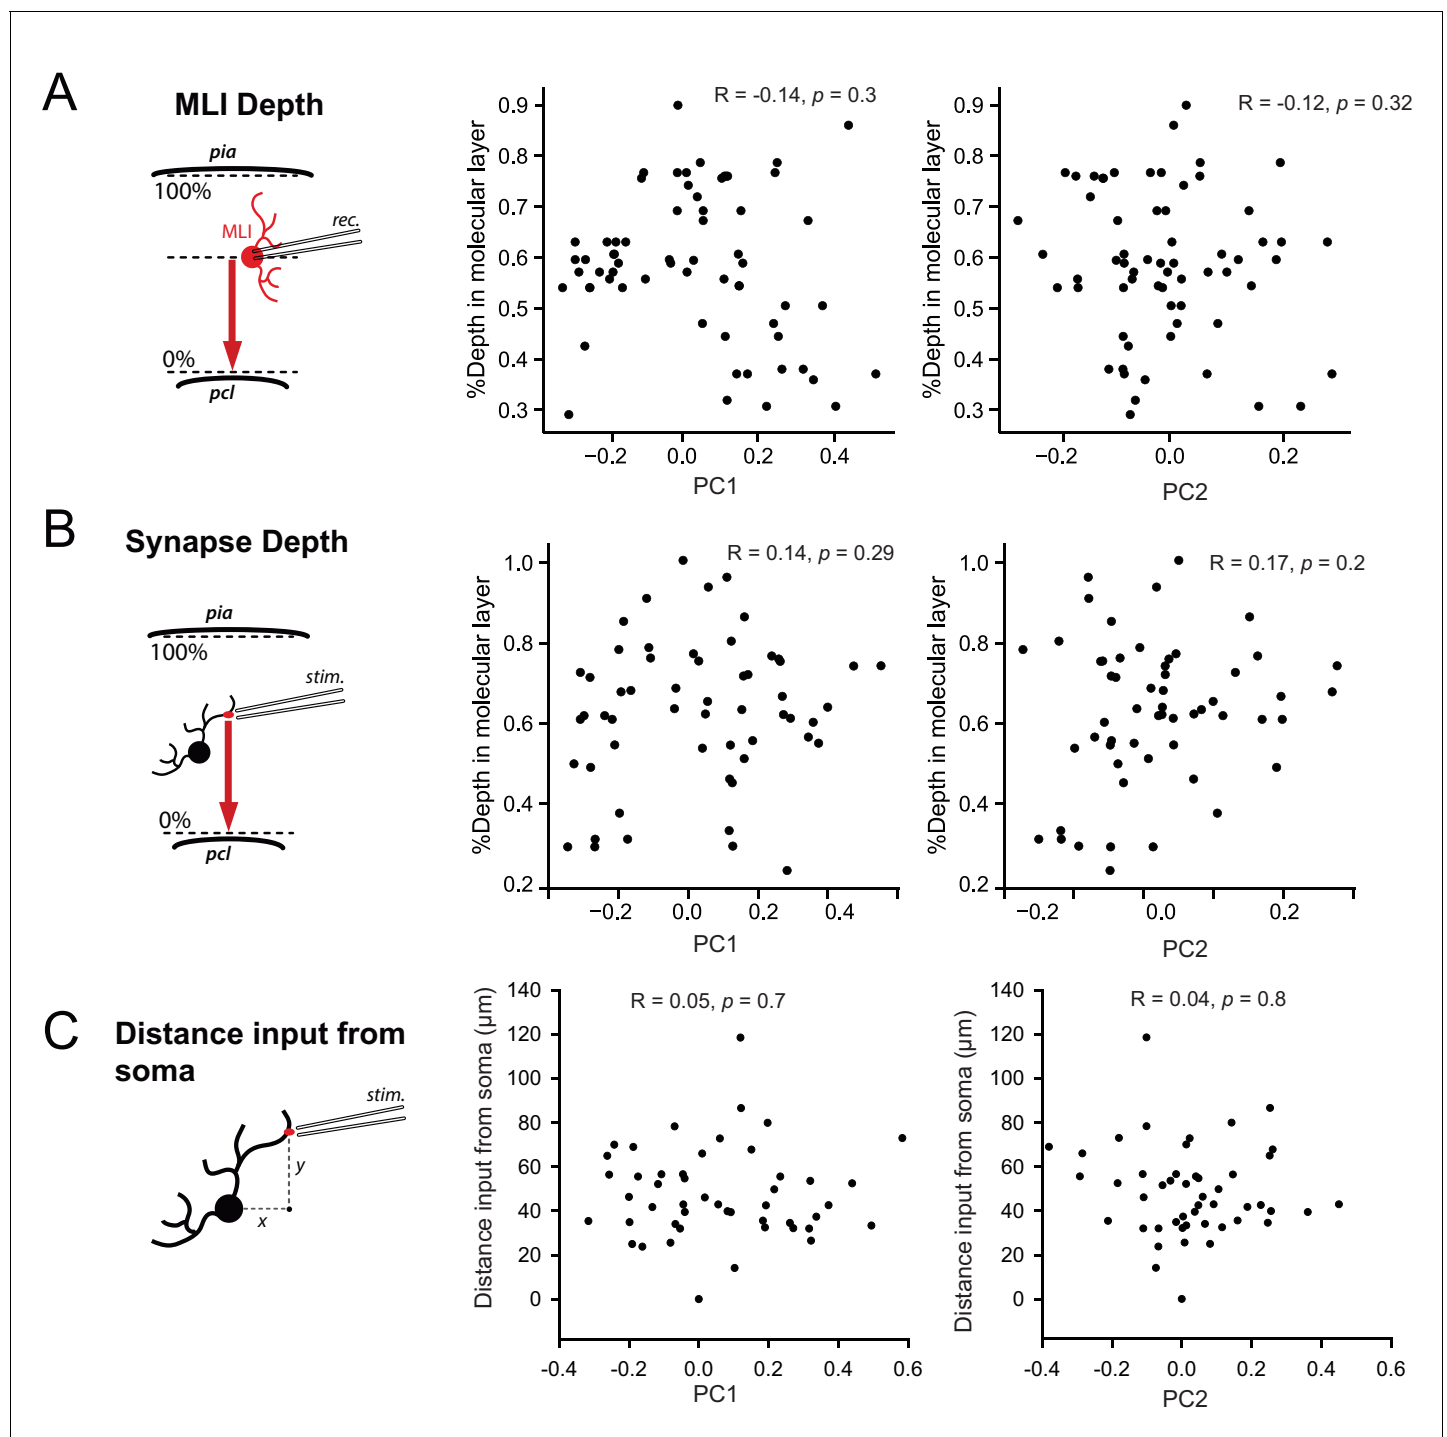 A
MLI Depth
pia
100%
MLI
rec.
0%
pcl
%Depth in molecular layer
0.9
0.8
0.7
0.6
0.5
0.4
0.3
R = -0.14, p = 0.3
−0.2 0.0 0.2 0.4
PC1
%Depth in molecular layer
0.9
0.8
0.7
0.6
0.5
0.4
0.3
R = -0.12, p = 0.32
−0.2 0.0 0.2
PC2
B
Synapse Depth
pia
100%
stim.
0%
pcl
%Depth in molecular layer
1.0
0.8
0.6
0.4
0.2
R = 0.14, p = 0.29
−0.2 0.0 0.2 0.4
PC1
%Depth in molecular layer
1.0
0.8
0.6
0.4
0.2
R = 0.17, p = 0.2
−0.2 0.0 0.2
PC2
C
Distance input from
soma
stim.
y
x
Distance input from soma (μm)
140
120
100
80
60
40
20
0
R = 0.05, p = 0.7
-0.4 -0.2 0.0 0.2 0.4 0.6
PC1
Distance input from soma (μm)
140
120
100
80
60
40
20
0
R = 0.04, p = 0.8
-0.4 -0.2 0.0 0.2 0.4 0.6
PC2